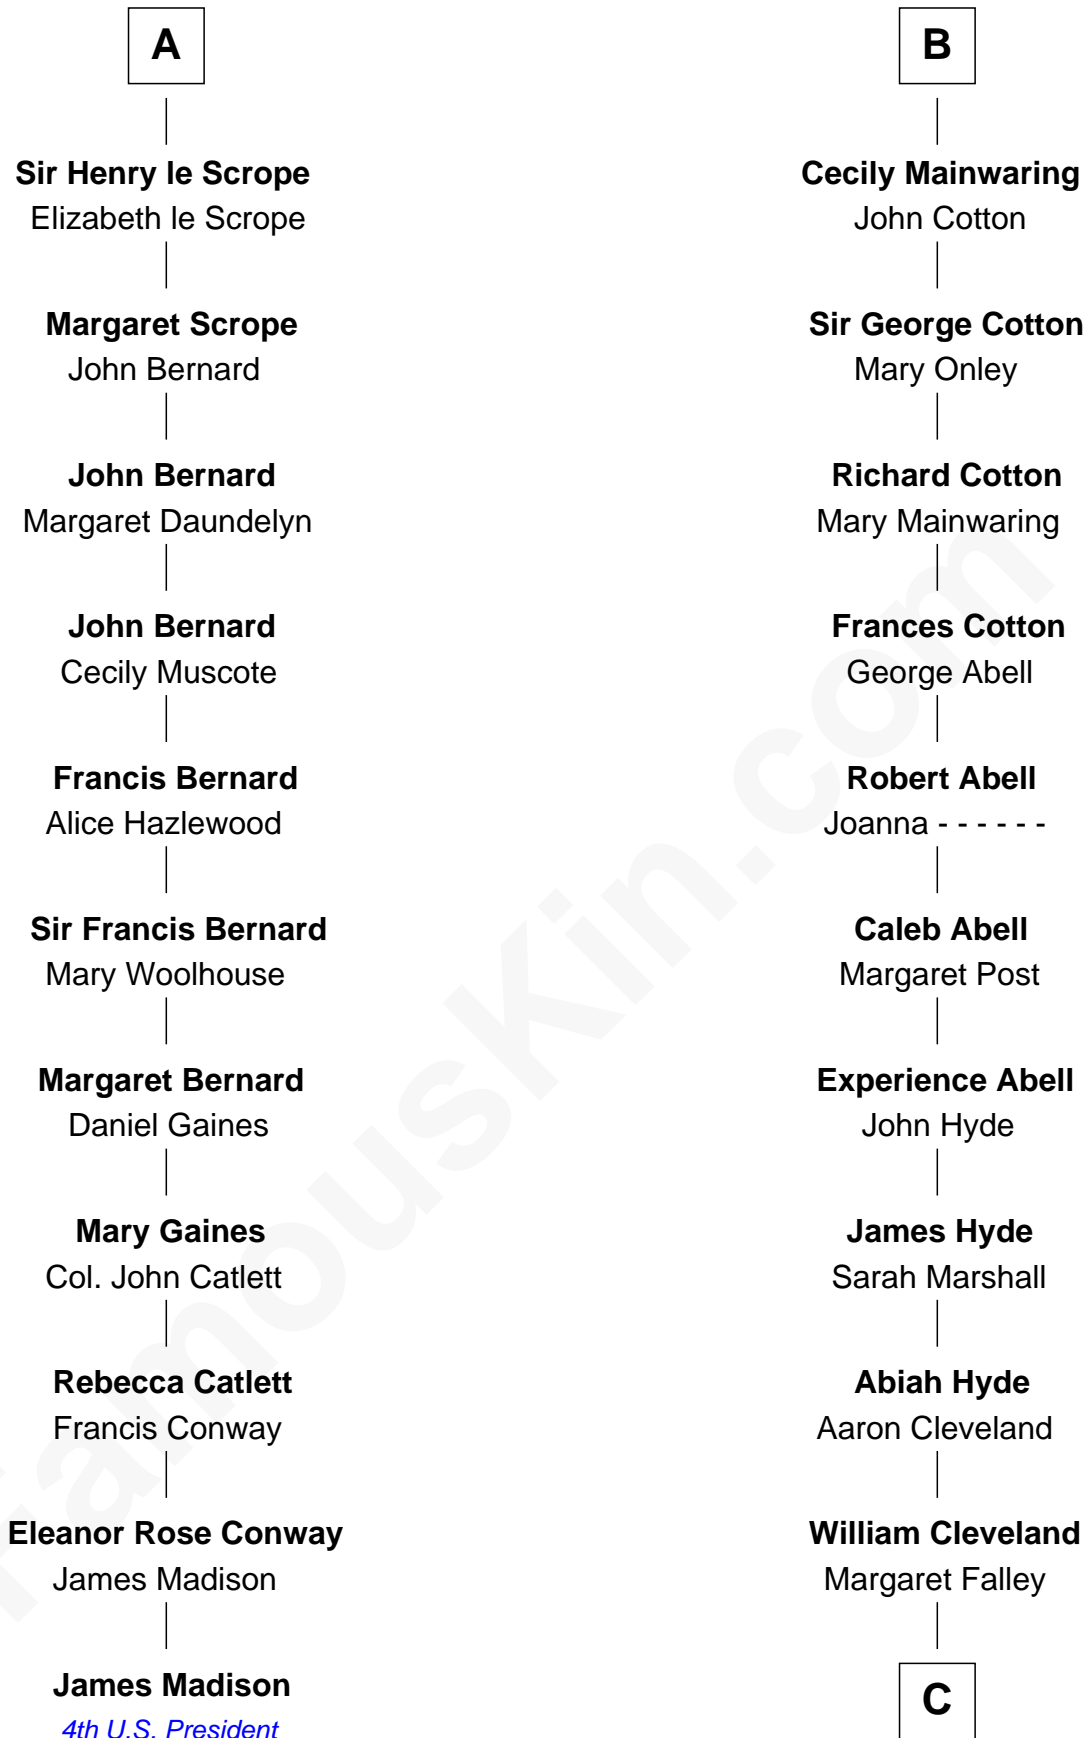 A
Sir Henry le Scrope
Elizabeth le Scrope
Margaret Scrope
John Bernard
John Bernard
Margaret Daundelyn
John Bernard
Cecily Muscote
Francis Bernard
Alice Hazlewood
Sir Francis Bernard
Mary Woolhouse
Margaret Bernard
Daniel Gaines
Mary Gaines
Col. John Catlett
Rebecca Catlett
Francis Conway
Eleanor Rose Conway
James Madison
James Madison
4th U.S. President
B
Cecily Mainwaring
John Cotton
Sir George Cotton
Mary Onley
Richard Cotton
Mary Mainwaring
Frances Cotton
George Abell
Robert Abell
Joanna - - - - - -
Caleb Abell
Margaret Post
Experience Abell
John Hyde
James Hyde
Sarah Marshall
Abiah Hyde
Aaron Cleveland
William Cleveland
Margaret Falley
C
FamousKin.com